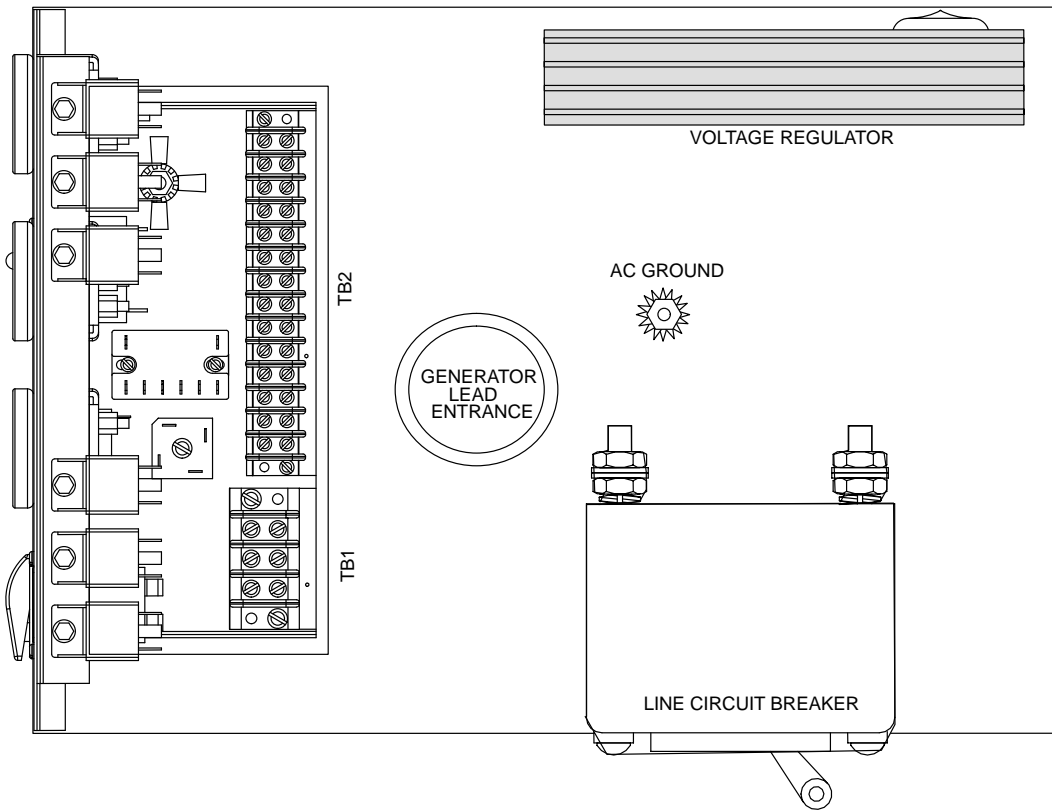 VOLTAGE REGULATOR
AC GROUND
TB2
GENERATOR
LEAD
ENTRANCE
TB1
LINE CIRCUIT BREAKER